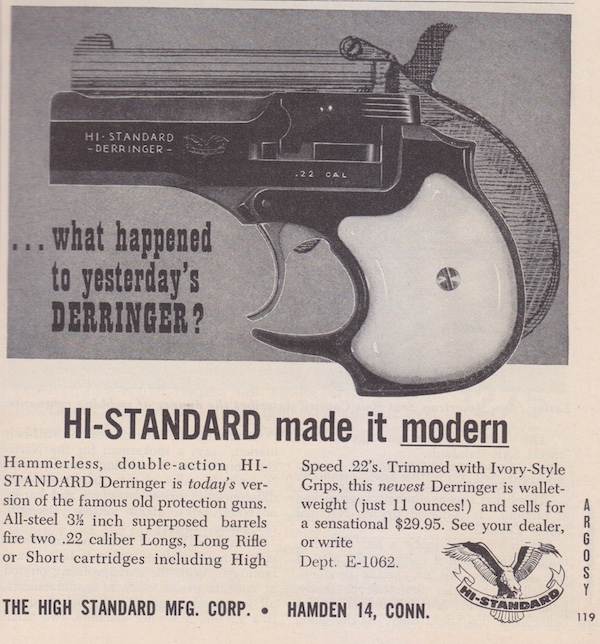 HI-STANDARD
-DERRINGER-
.22 CAL
...what happened
to yesterday's
DERRINGER?
HI-STANDARD made it modern
Hammerless, double-action HI-
STANDARD Derringer is today's ver-
sion of the famous old protection guns.
All-steel 3½ inch superposed barrels
fire two .22 caliber Longs, Long Rifle
or Short cartridges including High
Speed .22's. Trimmed with Ivory-Style
Grips, this newest Derringer is wallet-
weight (just 11 ounces!) and sells for
a sensational $29.95. See your dealer,
or write
Dept. E-1062.
HI-STANDARD
THE HIGH STANDARD MFG. CORP. • HAMDEN 14, CONN.
ARGOSY
119